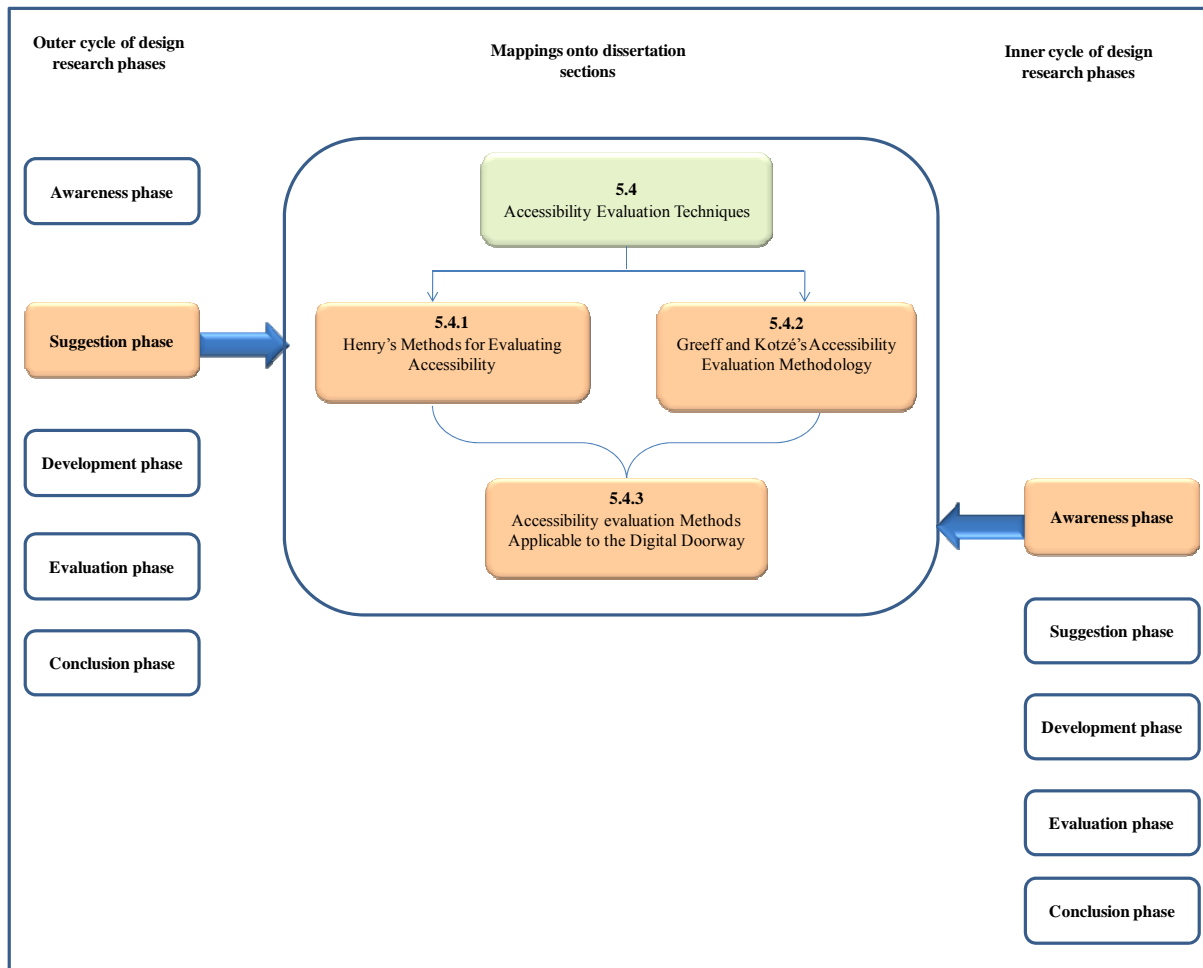 Outer cycle of design
research phases
Mappings onto dissertation
sections
Inner cycle of design
research phases
Awareness phase
Suggestion phase
Development phase
Evaluation phase
Conclusion phase
5.4
Accessibility Evaluation Techniques
5.4.1
Henry’s Methods for Evaluating
Accessibility
5.4.2
Greeff and Kotzé’s Accessibility
Evaluation Methodology
5.4.3
Accessibility evaluation Methods
Applicable to the Digital Doorway
Awareness phase
Suggestion phase
Development phase
Evaluation phase
Conclusion phase